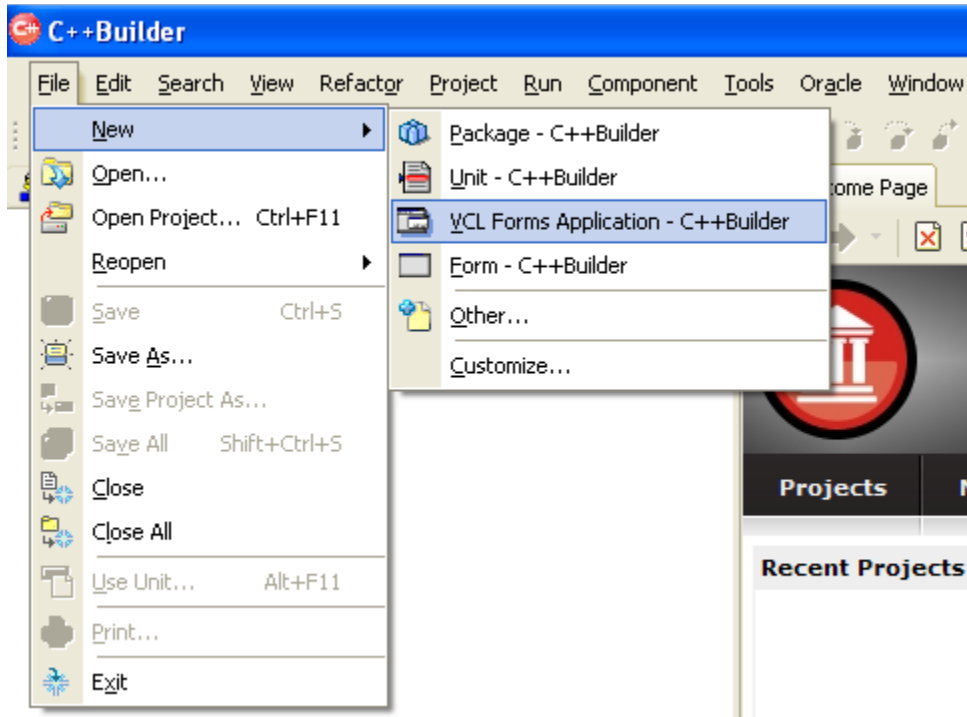 C++Builder
File Edit Search View Refactor Project Run Component Tools Oracle Window
New
Open...
Open Project... Ctrl+F11
Reopen
Save Ctrl+S
Save As...
Save Project As...
Save All Shift+Ctrl+S
Close
Close All
Use Unit... Alt+F11
Print...
Exit
Package - C++Builder
Unit - C++Builder
VCL Forms Application - C++Builder
Form - C++Builder
Other...
Customize...
Page
Projects
Recent Projects